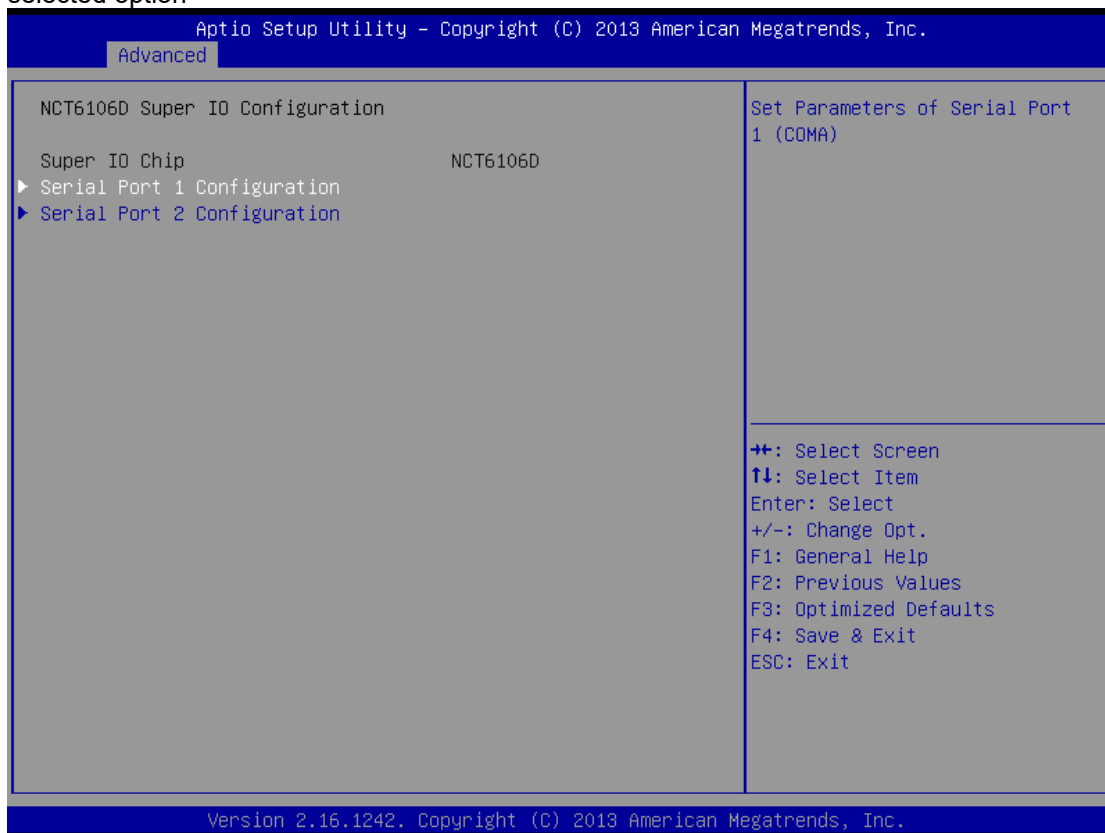 selected option
Aptio Setup Utility – Copyright (C) 2013 American Megatrends, Inc.
Advanced
NCT6106D Super IO Configuration
Super IO Chip NCT6106D
Serial Port 1 Configuration
Serial Port 2 Configuration
Set Parameters of Serial Port
1 (COMA)
→←: Select Screen
↑↓: Select Item
Enter: Select
+/-: Change Opt.
F1: General Help
F2: Previous Values
F3: Optimized Defaults
F4: Save & Exit
ESC: Exit
Version 2.16.1242. Copyright (C) 2013 American Megatrends, Inc.